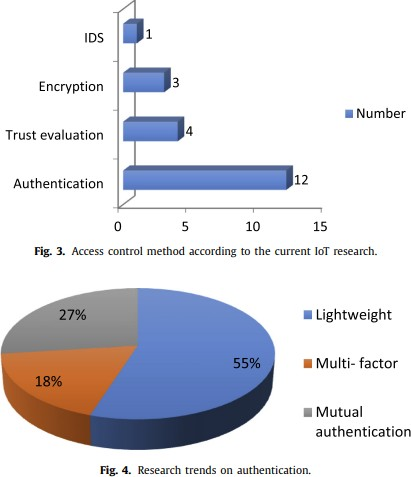 IDS
1
Encryption
3
Trust evaluation
4
Number
Authentication
12
0 5 10 15
Fig. 3. Access control method according to the current IoT research.
27%
Lightweight
55%
Multi- factor
18%
Mutual
authentication
Fig. 4. Research trends on authentication.